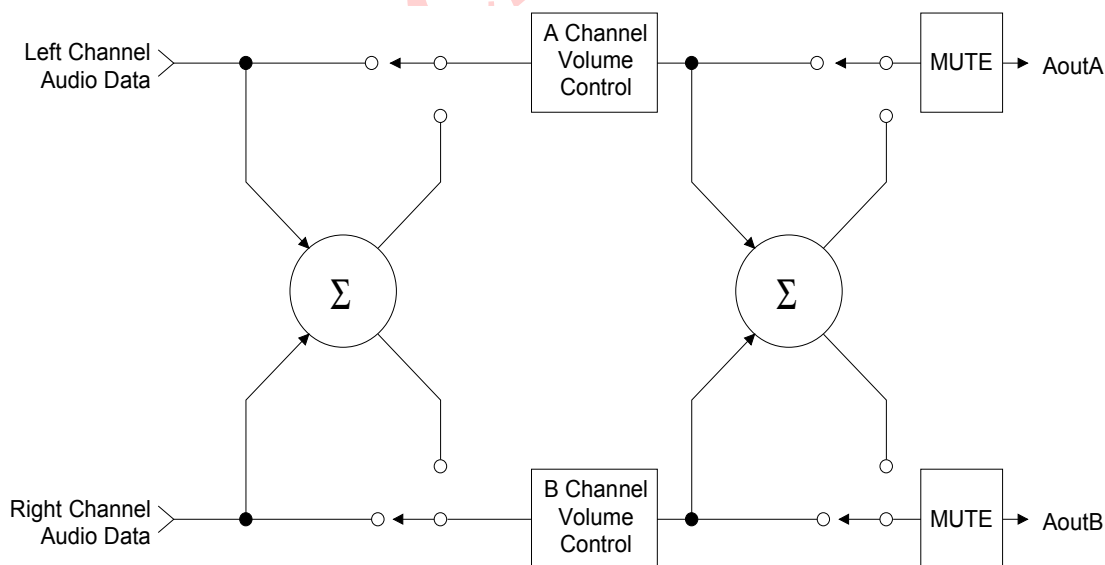 Left Channel
Audio Data
A Channel
Volume
Control
MUTE
AoutA
Σ
Σ
Right Channel
Audio Data
B Channel
Volume
Control
MUTE
AoutB